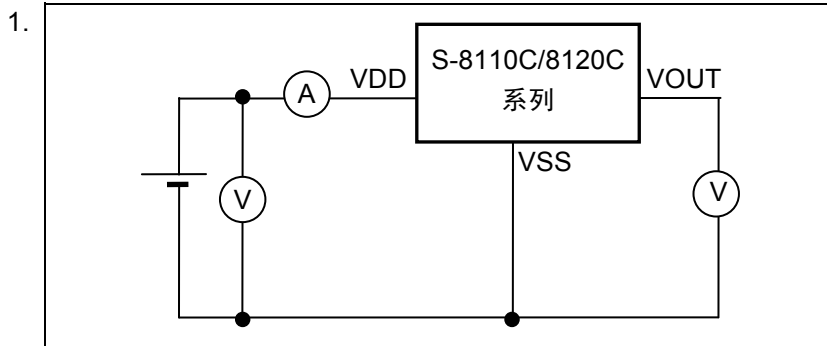 1.
S-8110C/8120C
系列
VDD
VOUT
A
VSS
V
V